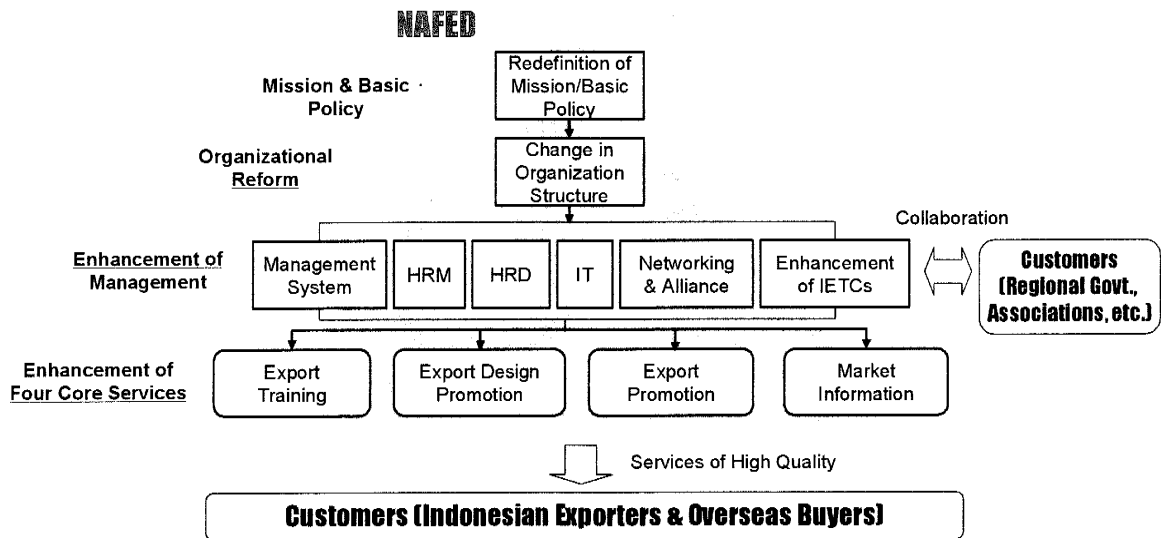 NAFED
Redefinition of
Mission/Basic
Policy
Mission & Basic
Policy
Change in
Organization
Structure
Organizational
Reform
Collaboration
Enhancement of
Management
Management
System
HRM
HRD
IT
Networking
& Alliance
Enhancement
of IETCs
Customers
(Regional Govt.,
Associations, etc.)
Enhancement of
Four Core Services
Export
Training
Export Design
Promotion
Export
Promotion
Market
Information
Services of High Quality
Customers (Indonesian Exporters & Overseas Buyers)